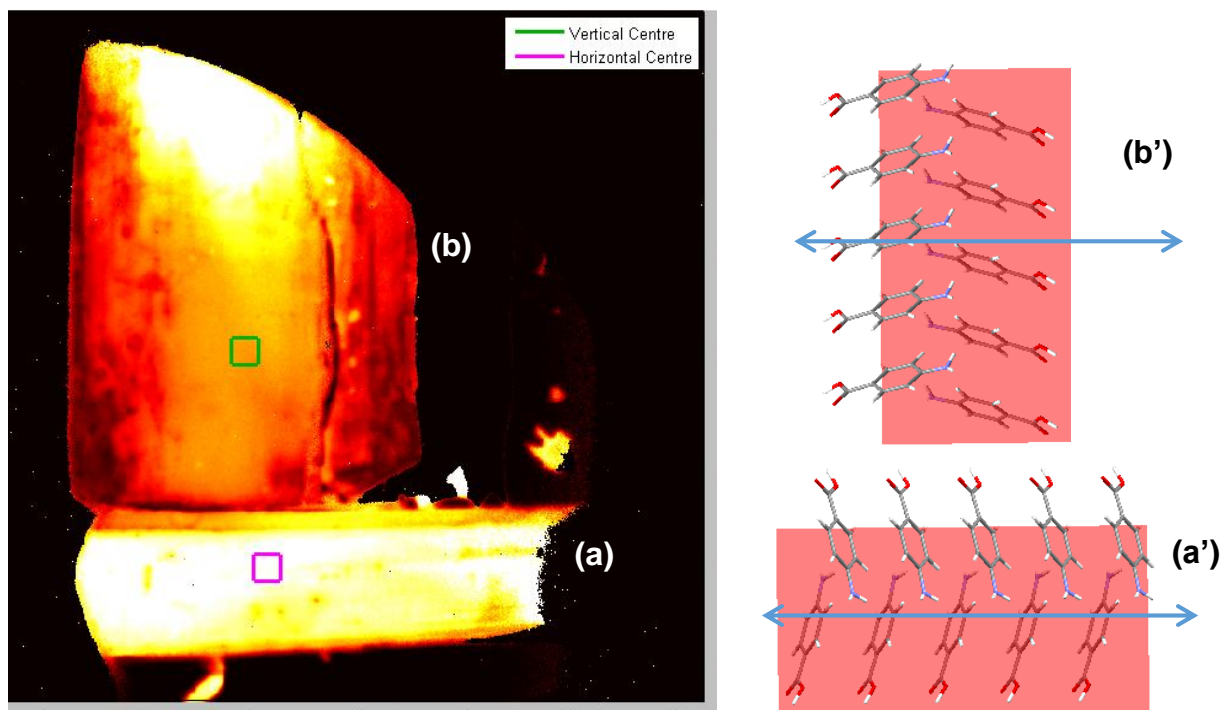 Vertical Centre
Horizontal Centre
(b)
(a)
(b')
(a')